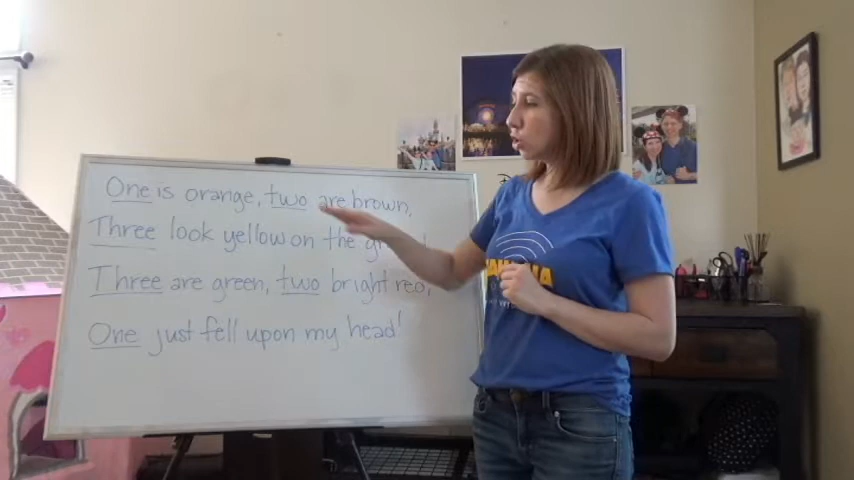 One is orange, two are brown,
Three look yellow on the
Three are green, two bright red,
One just fell upon my head!